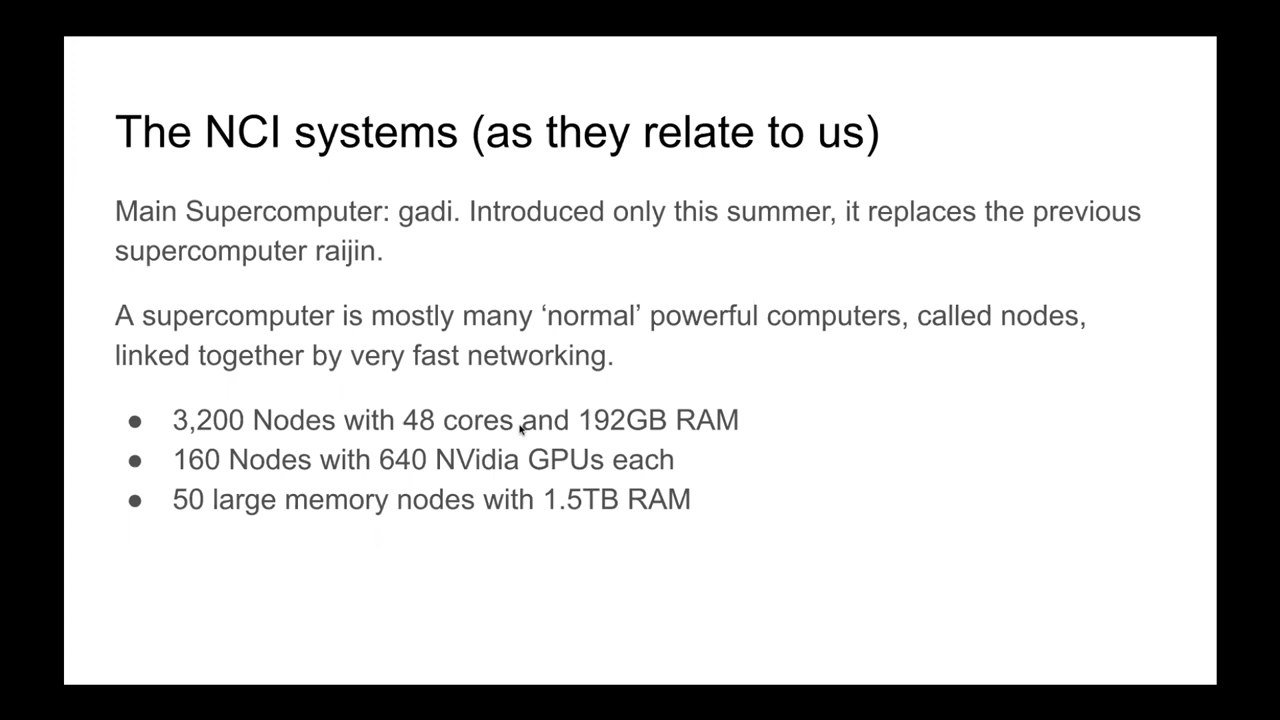 The NCI systems (as they relate to us)
Main Supercomputer: gadi. Introduced only this summer, it replaces the previous
supercomputer raijin.
A supercomputer is mostly many ‘normal’ powerful computers, called nodes,
linked together by very fast networking.
● 3,200 Nodes with 48 cores and 192GB RAM
● 160 Nodes with 640 NVidia GPUs each
● 50 large memory nodes with 1.5TB RAM